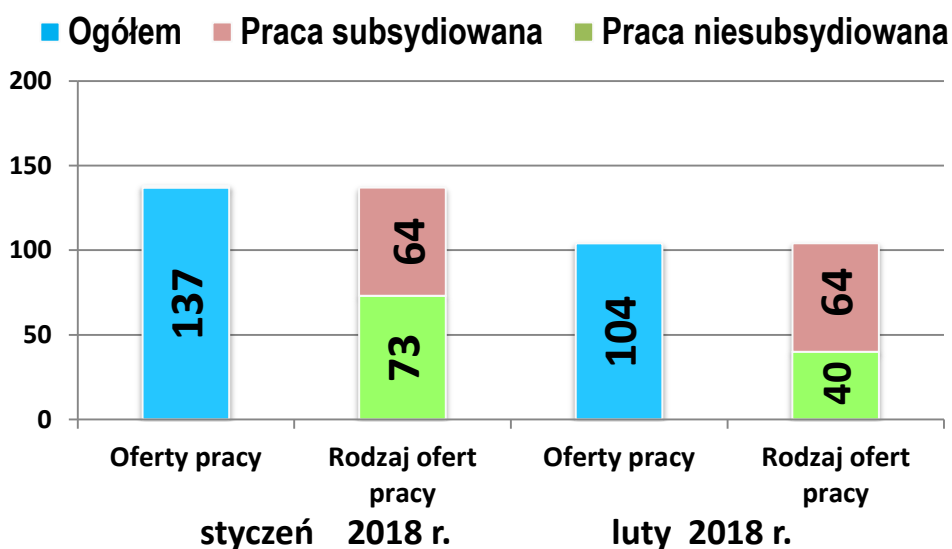 Ogółem Praca subsydiowana Praca niesubsydiowana
200
150
100
50
0
137
64
73
104
64
40
Oferty pracy
Rodzaj ofert
pracy
Oferty pracy
Rodzaj ofert
pracy
styczeń 2018 r.
luty 2018 r.